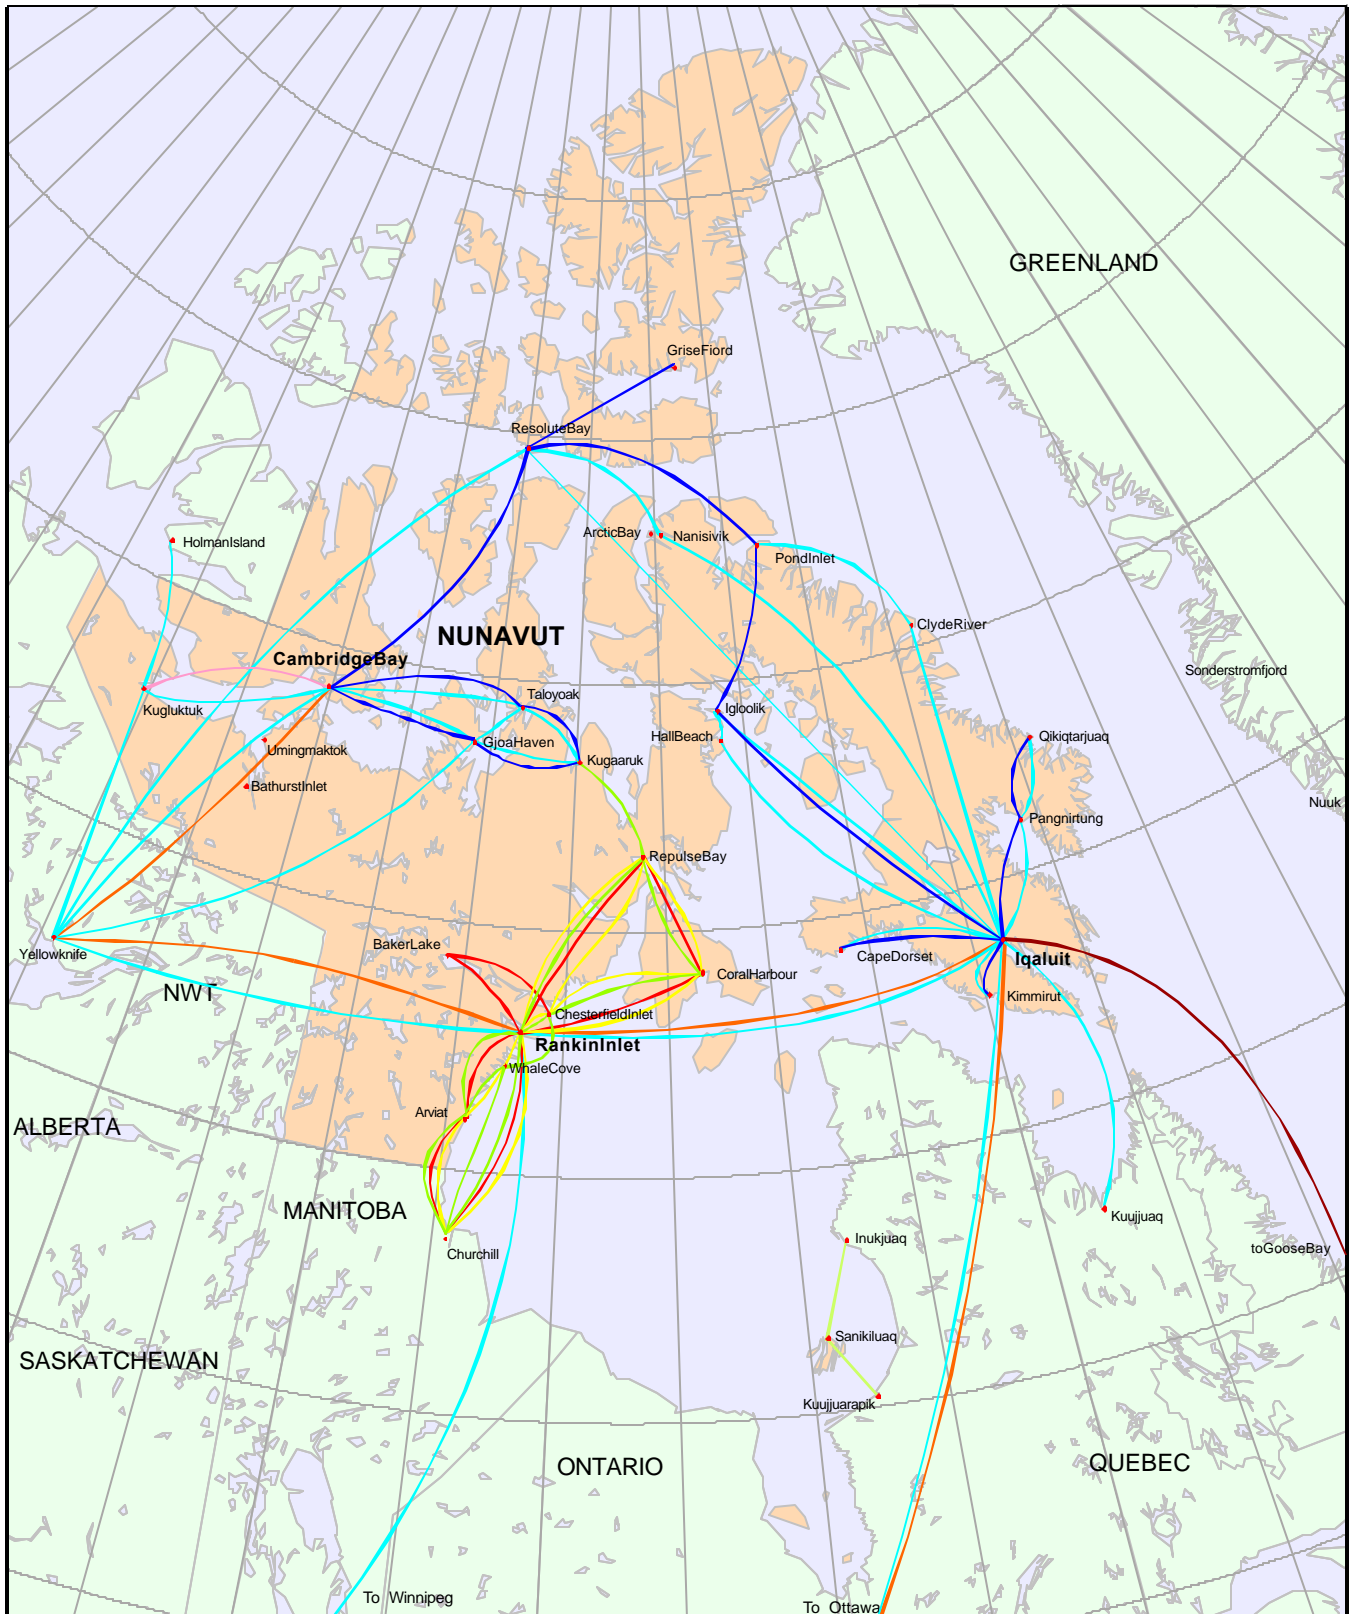 GREENLAND
GriseFiord
ResoluteBay
ArcticBay
Nanisivik
HolmanIsland
PondInlet
ClydeRiver
NUNAVUT
CambridgeBay
Sonderstromfjord
Taloyoak
Kugluktuk
Igloolik
HallBeach
Qikiqtarjuaq
Umingmaktok
GjoaHaven
Kugaaruk
BathurstInlet
Nuuk
Pangnirtung
RepulseBay
BakerLake
Yellowknife
CapeDorset
Iqaluit
CoralHarbour
NWT
Kimmirut
ChesterfieldInlet
RankinInlet
WhaleCove
Arviat
ALBERTA
MANITOBA
Kuujjuaq
Inukjuaq
toGooseBay
Churchill
Sanikiluaq
SASKATCHEWAN
Kuujjuarapik
ONTARIO
QUEBEC
To Winnipeg
To Ottawa